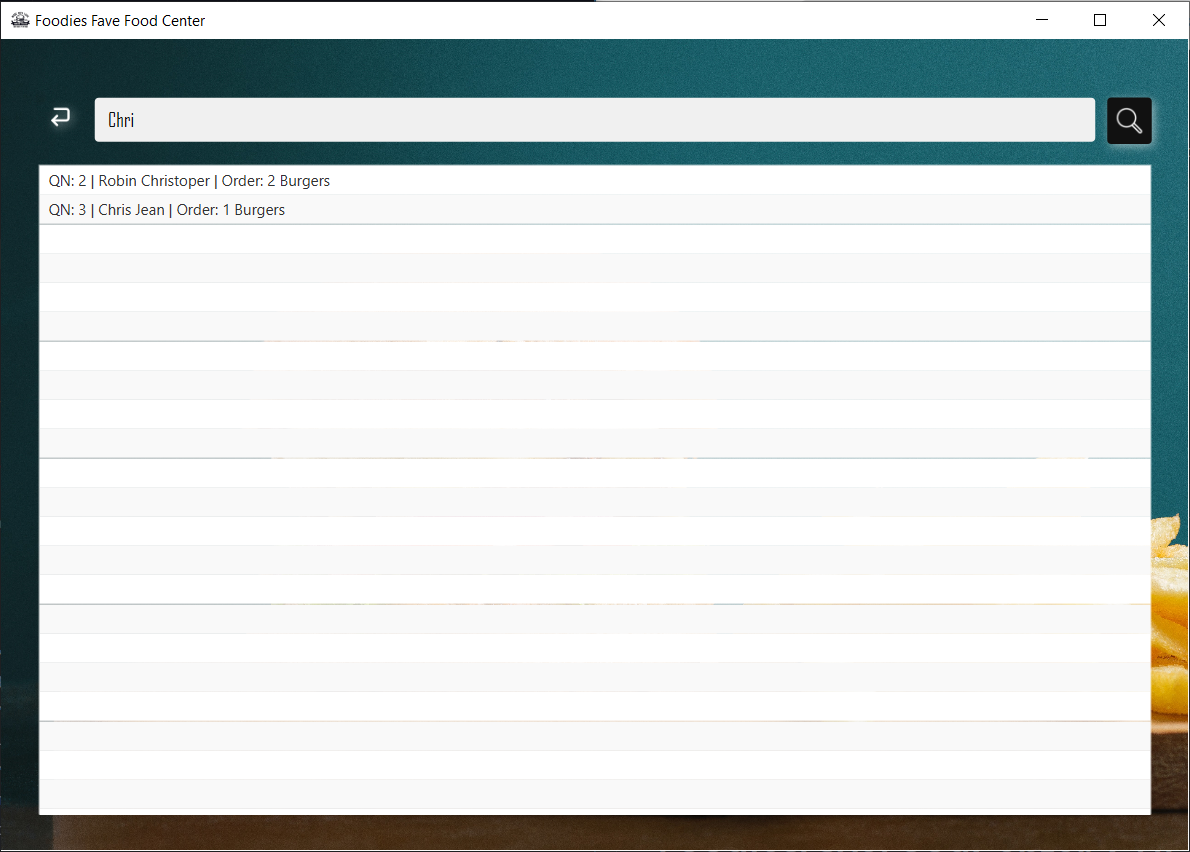 Foodies Fave Food Center
Chri
QN: 2 | Robin Christoper | Order: 2 Burgers
QN: 3 | Chris Jean | Order: 1 Burgers